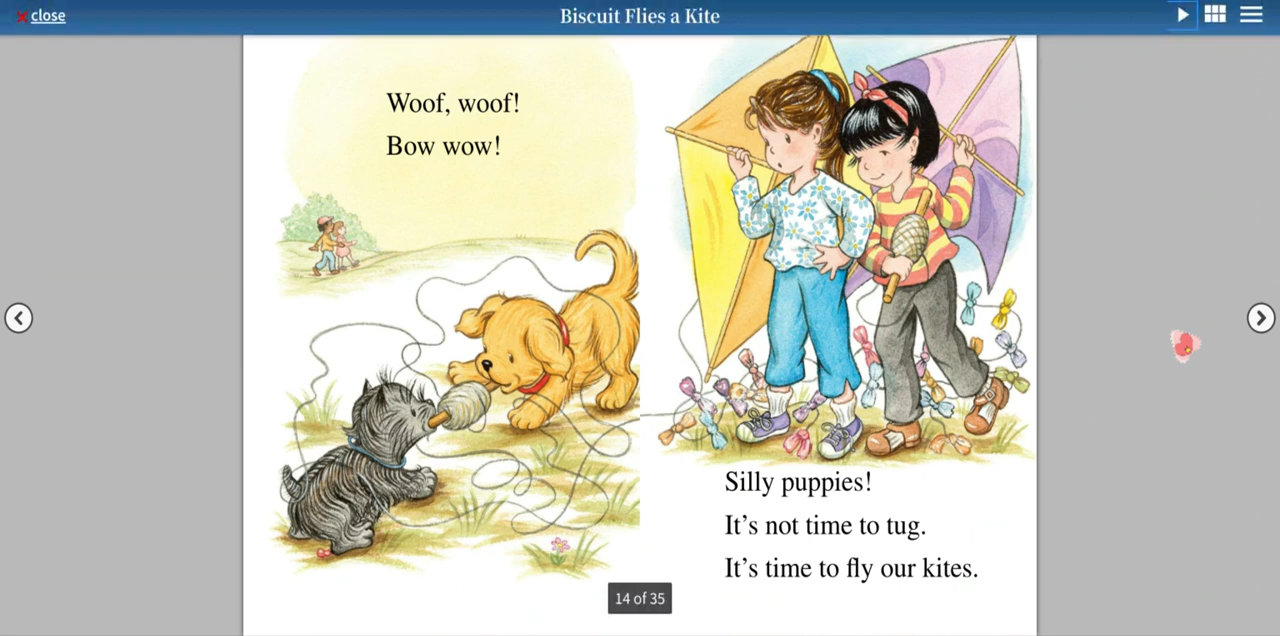 close
Biscuit Flies a Kite
Woof, woof!
Bow wow!
Silly puppies!
It’s not time to tug.
It’s time to fly our kites.
14 of 35